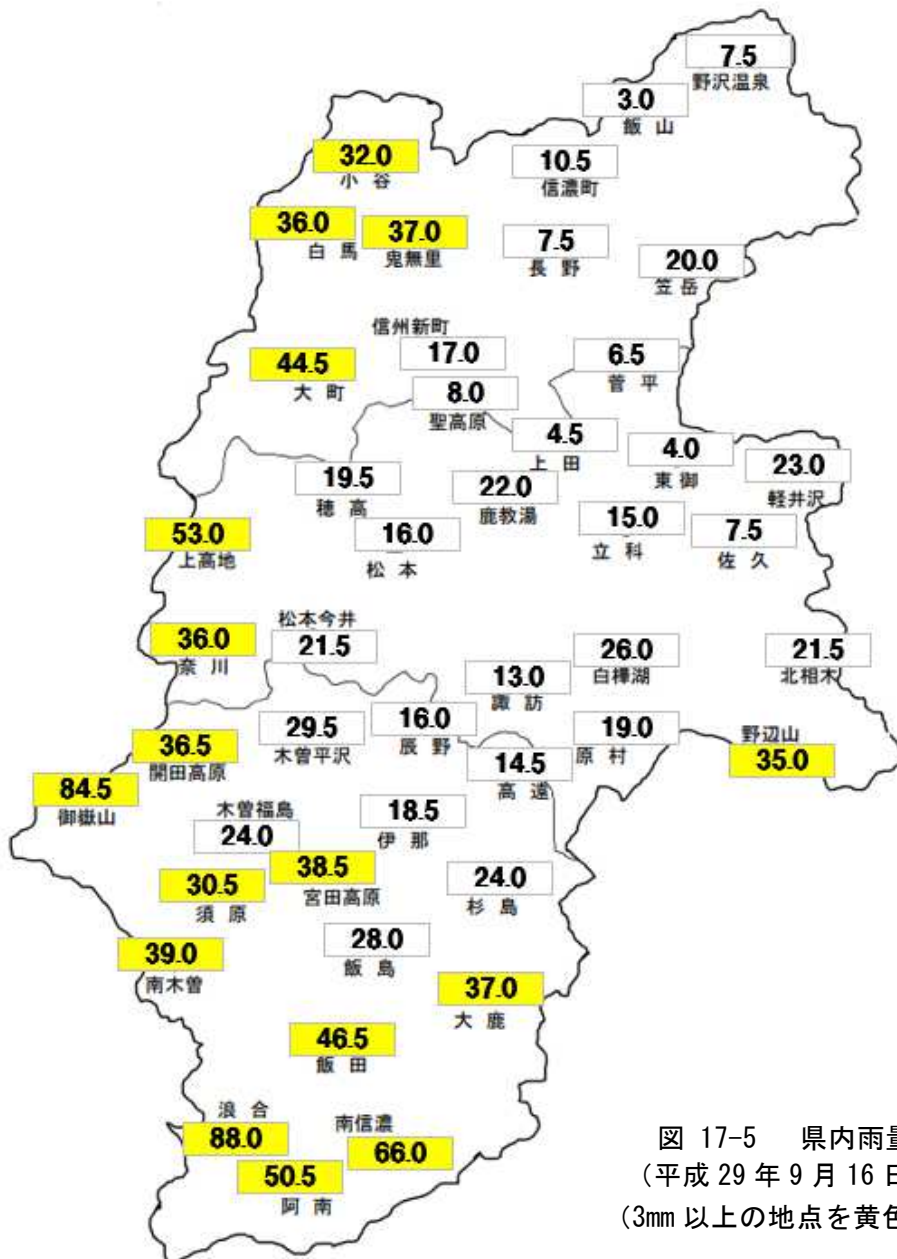 7.5
野沢温泉
3.0
飯山
32.0
小谷
10.5
信濃町
36.0
白馬
37.0
鬼無里
7.5
長野
20.0
笠岳
信州新町
17.0
44.5
大町
6.5
菅平
8.0
聖高原
4.5
上田
4.0
東御
23.0
軽井沢
19.5
穂高
22.0
鹿教湯
53.0
上高地
16.0
松本
15.0
立科
7.5
佐久
36.0
奈川
松本今井
21.5
13.0
諏訪
26.0
白樺湖
21.5
北相木
36.5
開田高原
29.5
木曽平沢
16.0
辰野
14.5
高遠
19.0
原村
野辺山
35.0
84.5
御嶽山
木曽福島
24.0
18.5
伊那
30.5
須原
38.5
宮田高原
24.0
杉島
39.0
南木曽
28.0
飯島
37.0
大鹿
46.5
飯田
浪合
88.0
南信濃
66.0
50.5
阿南
図 17-5 県内雨量
(平成 29 年 9 月 16 日
(3mm 以上の地点を黄色